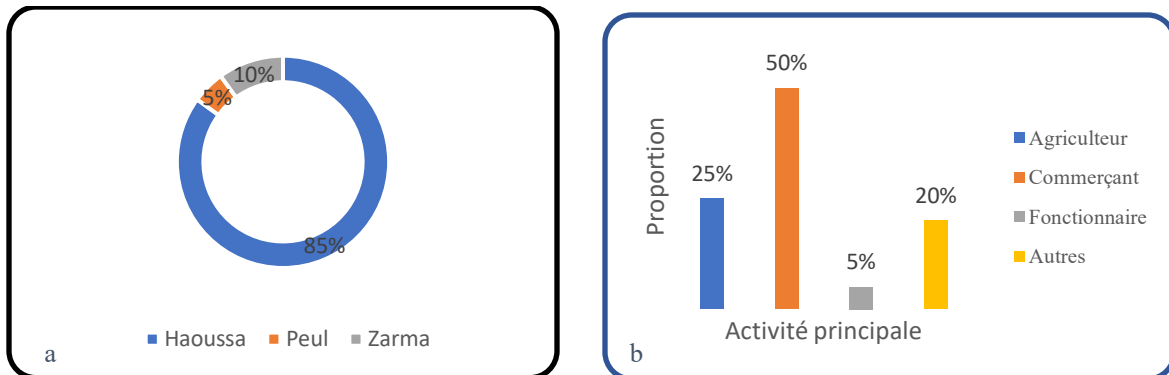 10%
5%
85%
Haoussa Peul Zarma
a
50%
25%
20%
5%
Proportion
Activité principale
Agriculteur
Commerçant
Fonctionnaire
Autres
b